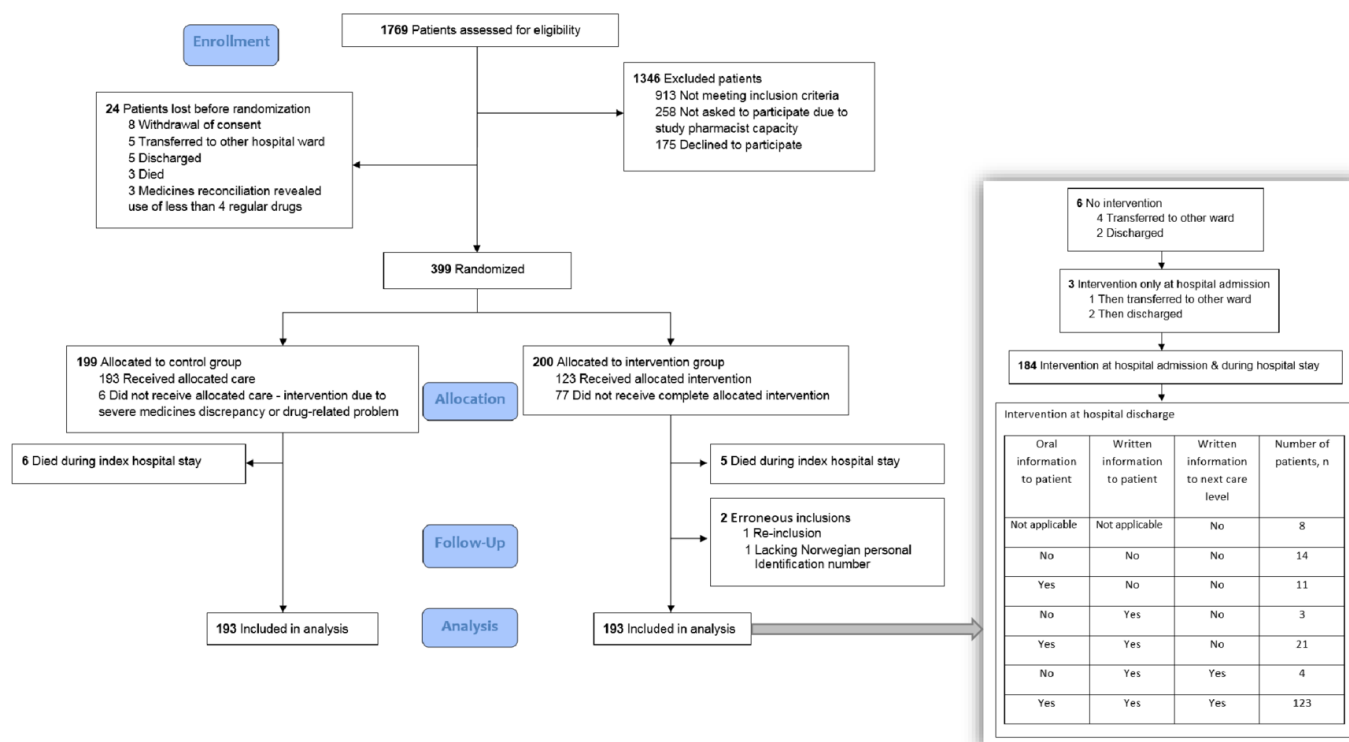 Enrollment
1769 Patients assessed for eligibility
1346 Excluded patients
913 Not meeting inclusion criteria
258 Not asked to participate due to
study pharmacist capacity
175 Declined to participate
24 Patients lost before randomization
8 Withdrawal of consent
5 Transferred to other hospital ward
5 Discharged
3 Died
3 Medicines reconciliation revealed
use of less than 4 regular drugs
399 Randomized
199 Allocated to control group
193 Received allocated care
6 Did not receive allocated care - intervention due to
severe medicines discrepancy or drug-related problem
200 Allocated to intervention group
123 Received allocated intervention
77 Did not receive complete allocated intervention
Allocation
6 Died during index hospital stay
5 Died during index hospital stay
2 Erroneous inclusions
1 Re-inclusion
1 Lacking Norwegian personal
Identification number
Follow-Up
193 Included in analysis
Analysis
193 Included in analysis
6 No intervention
4 Transferred to other ward
2 Discharged
3 Intervention only at hospital admission
1 Then transferred to other ward
2 Then discharged
184 Intervention at hospital admission & during hospital stay
Intervention at hospital discharge
Oral Written Written Number of
information information information patients, n
to patient to patient to next care
level
Not applicable Not applicable No 8
No No No 14
Yes No No 11
No Yes No 3
Yes Yes No 21
No Yes Yes 4
Yes Yes Yes 123